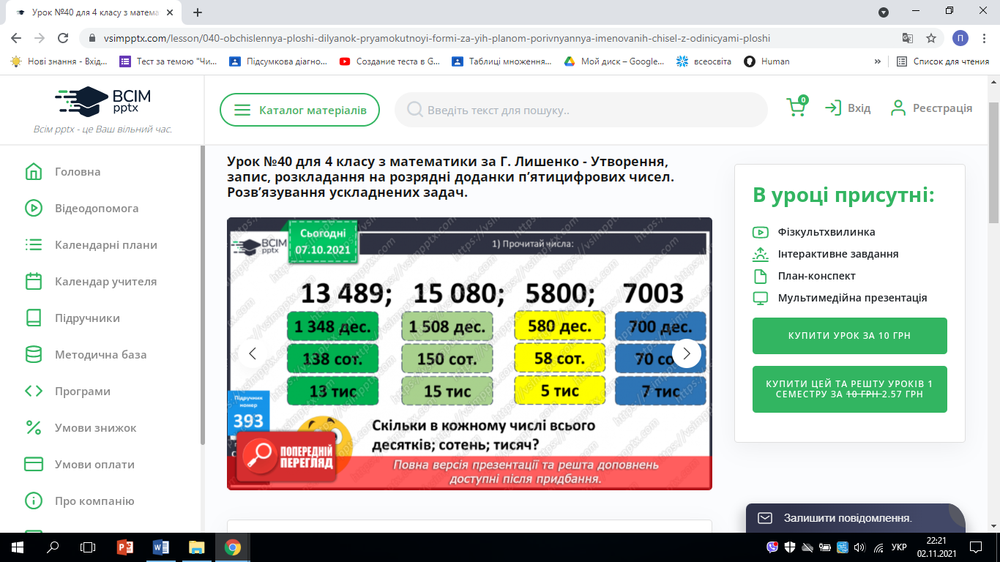 Урок №40 для 4 класу з матема
vsimpptx.com/lesson/040-obchislennya-ploshi-dilyanok-pryamokutnoyi-formi-za-yih-planom-porivnyannya-imenovanih-chisel-z-odinicyami-ploshi
П
Нові знання - Вхід... Тест за темою "Чи... Підсумкова діагно... Создание теста в G... Таблиці множення... Мой диск – Google... всеосвіта Human » Список для чтения
ВСІМ
pptx
Всім pptx - це Ваш вільний час.
Каталог матеріалів
Введіть текст для пошуку..
0
Вхід
Реєстрація
Головна
Відеодопомога
Календарні плани
Календар учителя
Підручники
Методична база
Програми
Умови знижок
Умови оплати
Про компанію
Урок №40 для 4 класу з математики за Г. Лишенко - Утворення,
запис, розкладання на розрядні доданки п’ятицифрових чисел.
Розв’язування ускладнених задач.
ВСІМ
pptx
Сьогодні
07.10.2021
1) Прочитай числа:
13 489; 15 080; 5800; 7003
1 348 дес. 1 508 дес. 580 дес. 700 дес.
138 сот. 150 сот. 58 сот. 70 со
13 тис 15 тис 5 тис 7 тис
Підручник
номер
393
Скільки в кожному числі всього
десятків; сотень; тисяч?
ПОПЕРЕДНІЙ
ПЕРЕГЛЯД
Повна версія презентації та решта доповнень
доступні після придбання.
https://vsimpptx.com
В уроці присутні:
Фізкультхвилинка
Інтерактивне завдання
План-конспект
Мультимедійна презентація
КУПИТИ УРОК ЗА 10 ГРН
КУПИТИ ЦЕЙ ТА РЕШТУ УРОКІВ 1
СЕМЕСТРУ ЗА 10 ГРН 2.57 ГРН
Залишити повідомлення.
УКР
22:21
02.11.2021